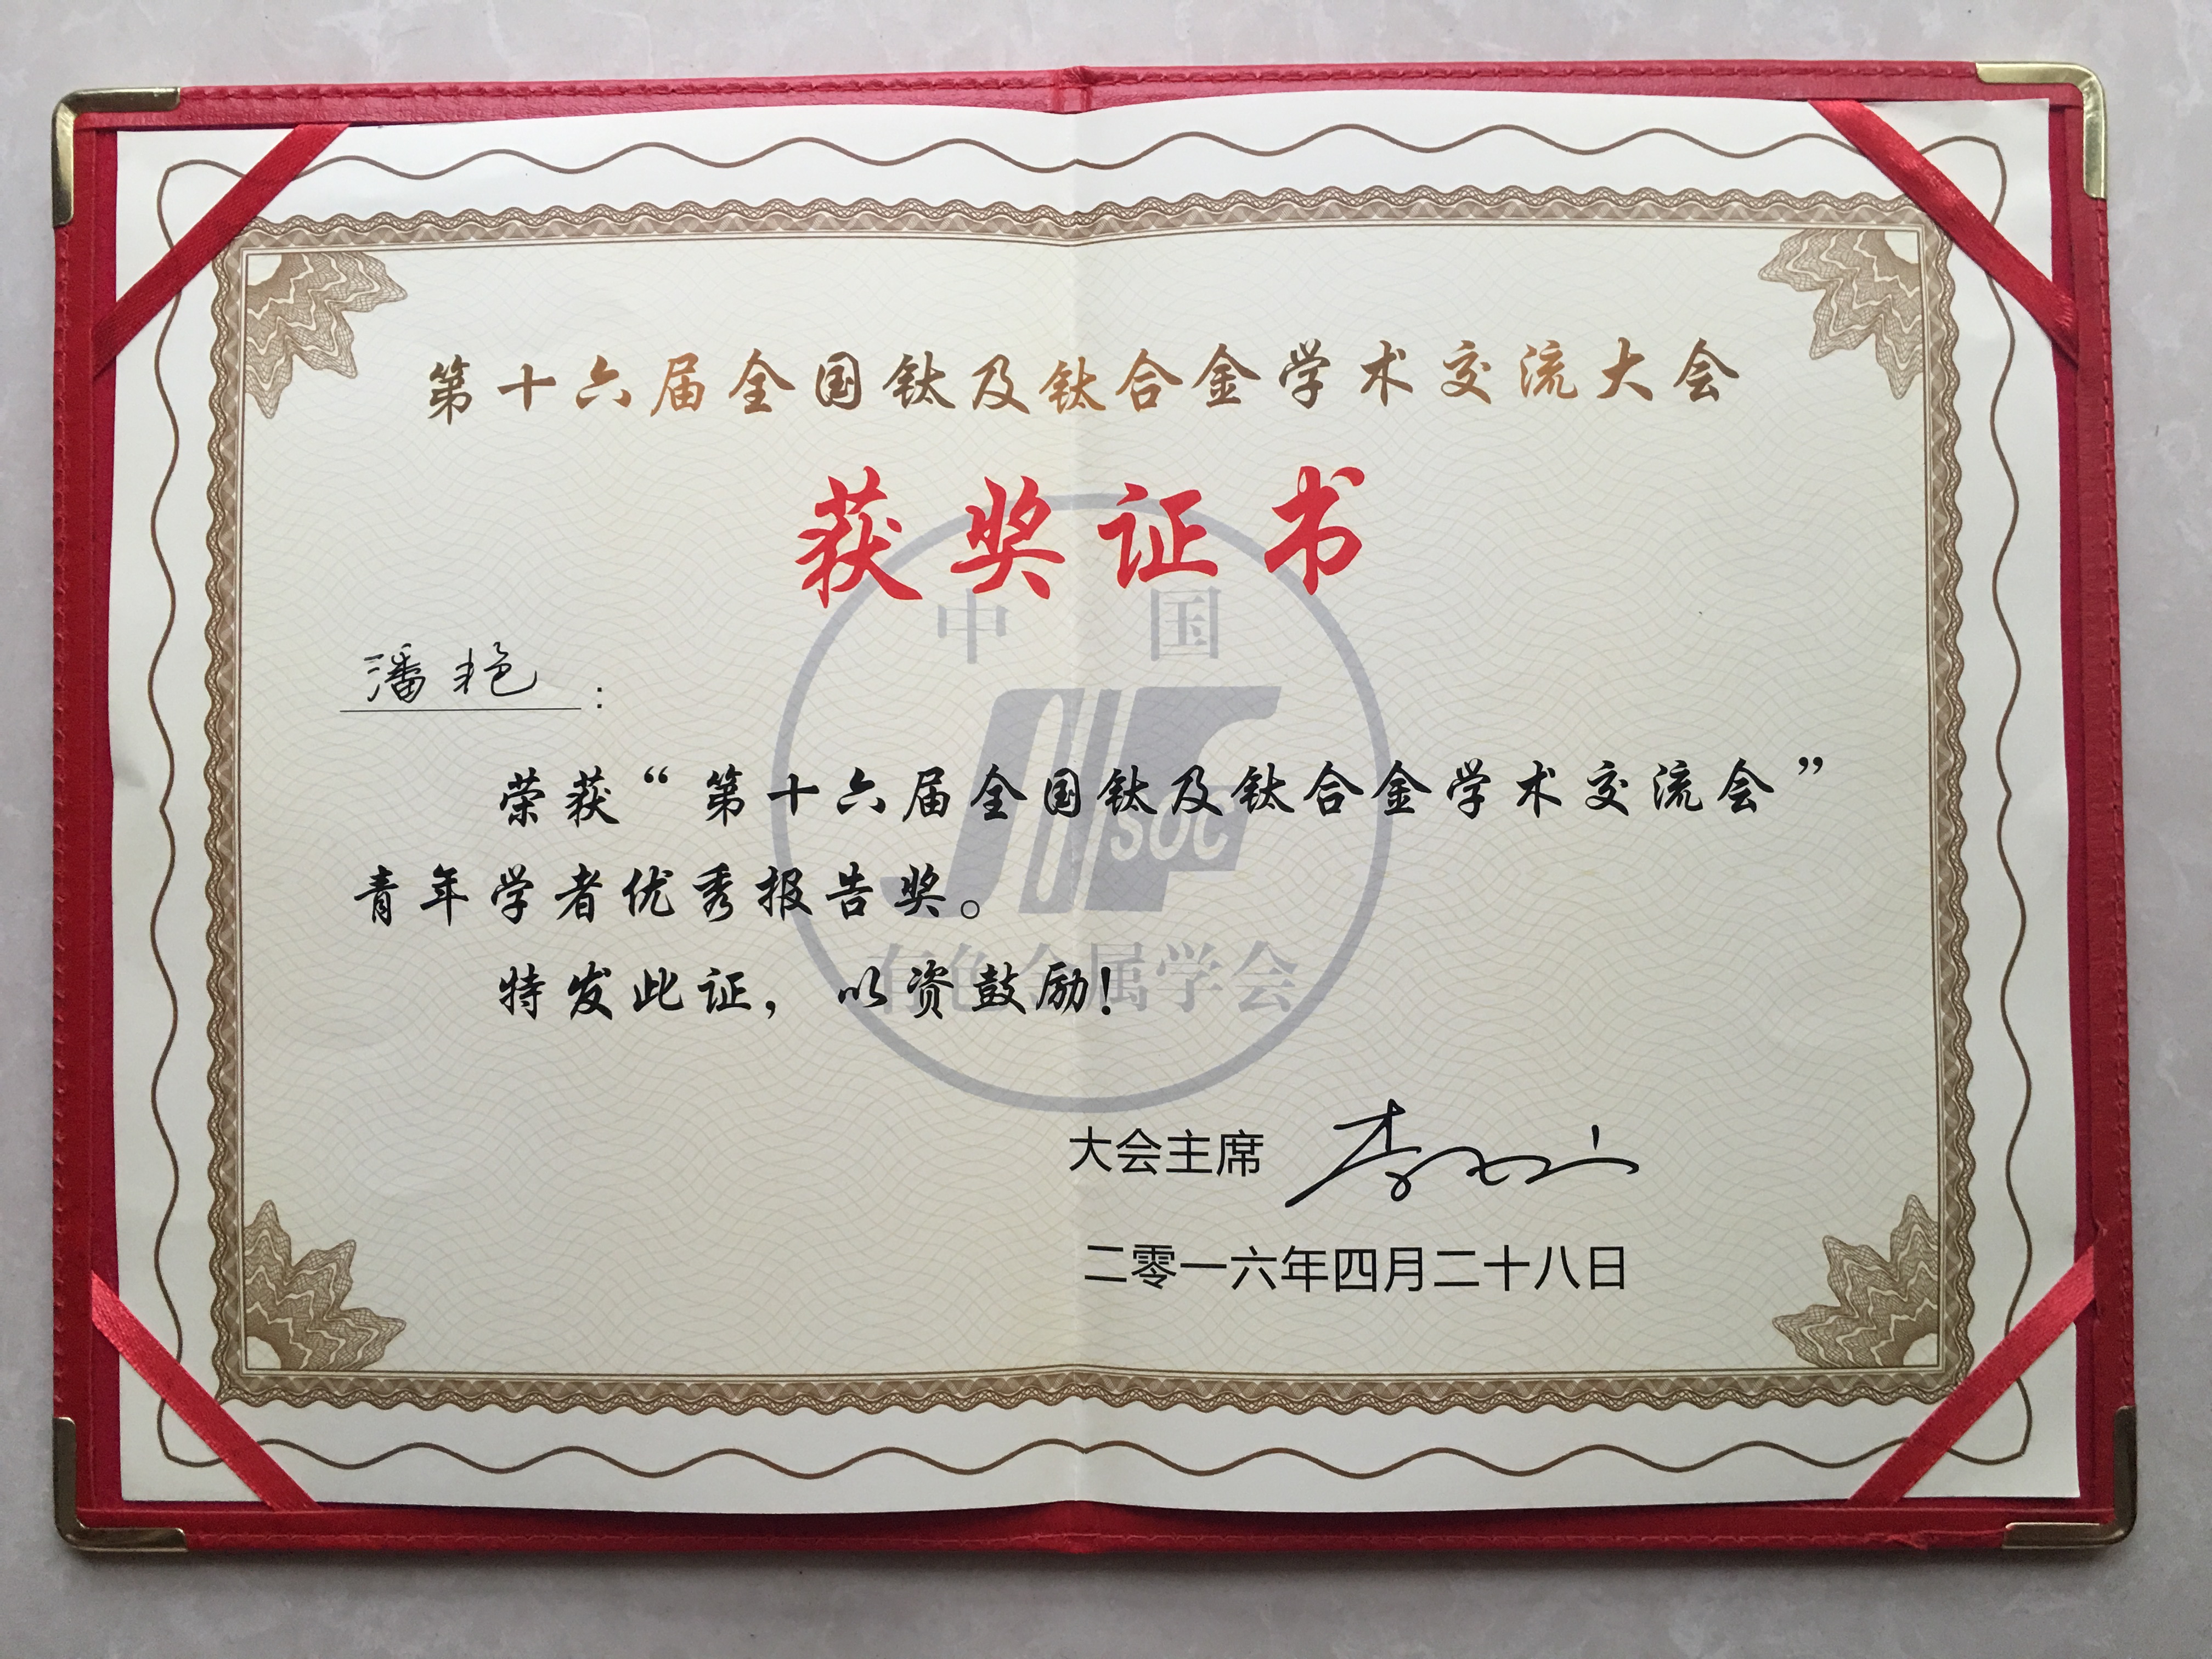 第十六届全国钛及钛合金学术交流大会
获奖证书
中国
潘艳：
荣获“第十六届全国钛及钛合金学术交流会”
SOC
青年学者优秀报告奖。
有色金属学会
特发此证，以资鼓励！
大会主席
二零一六年四月二十八日